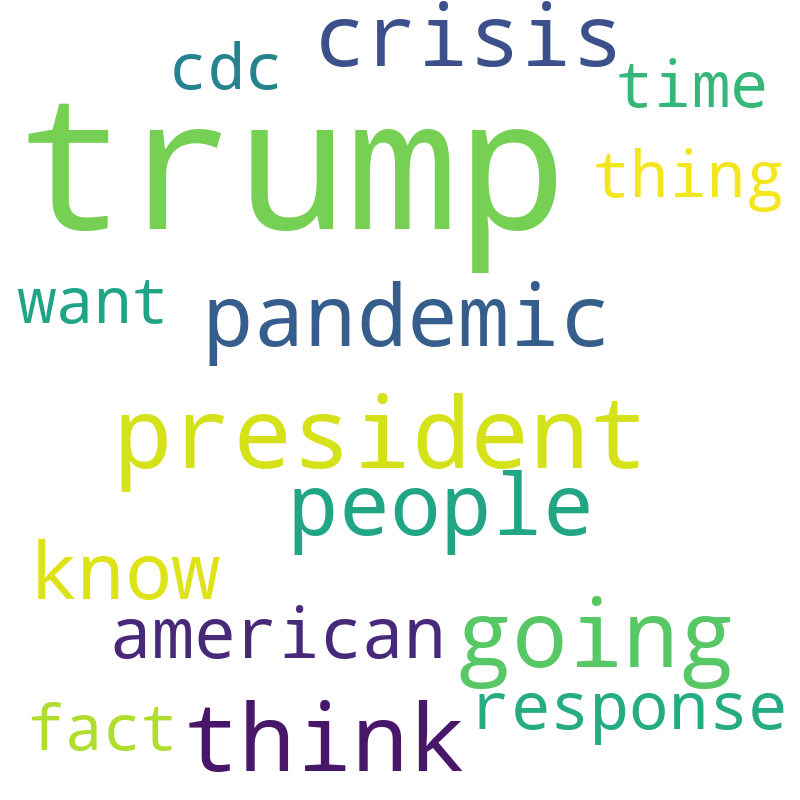 crisis
cdc
time
trump
thing
want
pandemic
president
people
know
american
going
response
fact
think